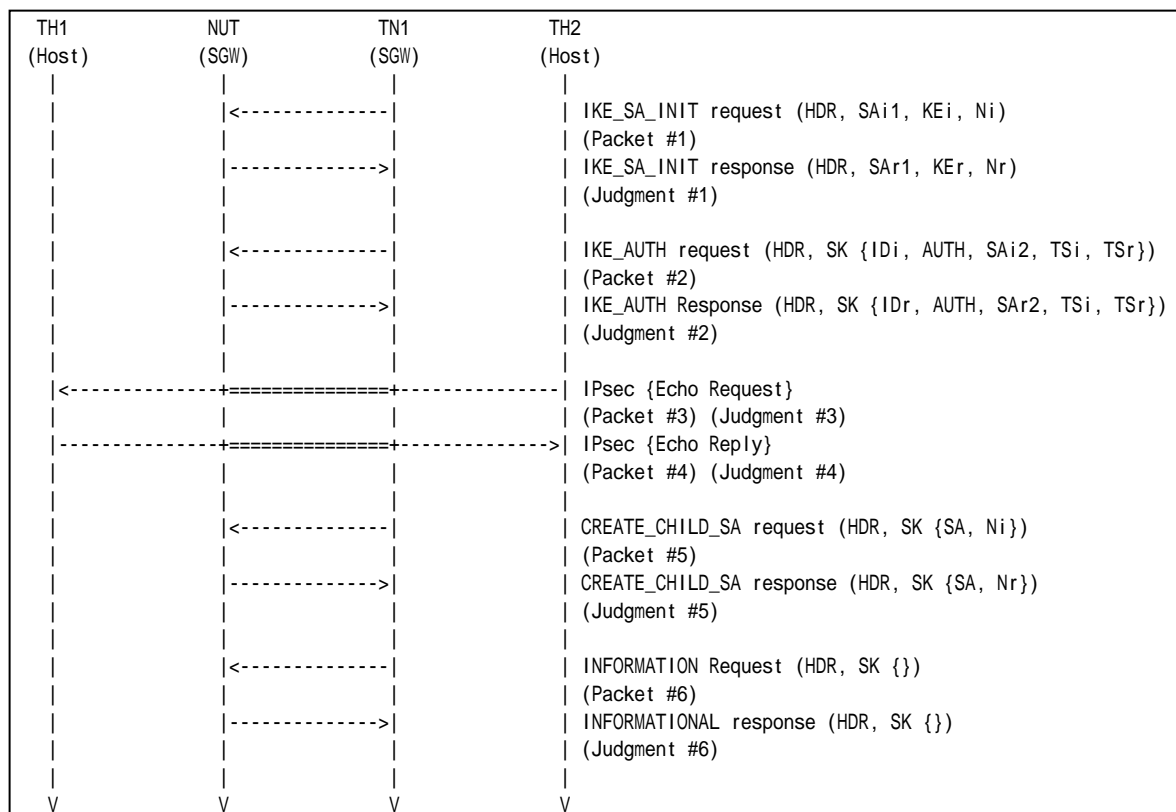 TH1 NUT TN1 TH2
(Host) (SGW) (SGW) (Host)
| | | |
| |<--------------| | IKE_SA_INIT request (HDR, SAi1, KEi, Ni)
| | | | (Packet #1)
| |-------------->| | IKE_SA_INIT response (HDR, SAr1, KEr, Nr)
| | | | (Judgment #1)
| | | |
| |<--------------| | IKE_AUTH request (HDR, SK {IDi, AUTH, SAi2, TSi, TSr})
| | | | (Packet #2)
| |-------------->| | IKE_AUTH Response (HDR, SK {IDr, AUTH, SAr2, TSi, TSr})
| | | | (Judgment #2)
| | | |
|<--------------+===============+---------------| IPsec {Echo Request}
| | | | (Packet #3) (Judgment #3)
|---------------+===============+-------------->| IPsec {Echo Reply}
| | | | (Packet #4) (Judgment #4)
| | | |
| |<--------------| | CREATE_CHILD_SA request (HDR, SK {SA, Ni})
| | | | (Packet #5)
| |-------------->| | CREATE_CHILD_SA response (HDR, SK {SA, Nr})
| | | | (Judgment #5)
| | | |
| |<--------------| | INFORMATION Request (HDR, SK {})
| | | | (Packet #6)
| |-------------->| | INFORMATIONAL response (HDR, SK {})
| | | | (Judgment #6)
| | | |
V V V V